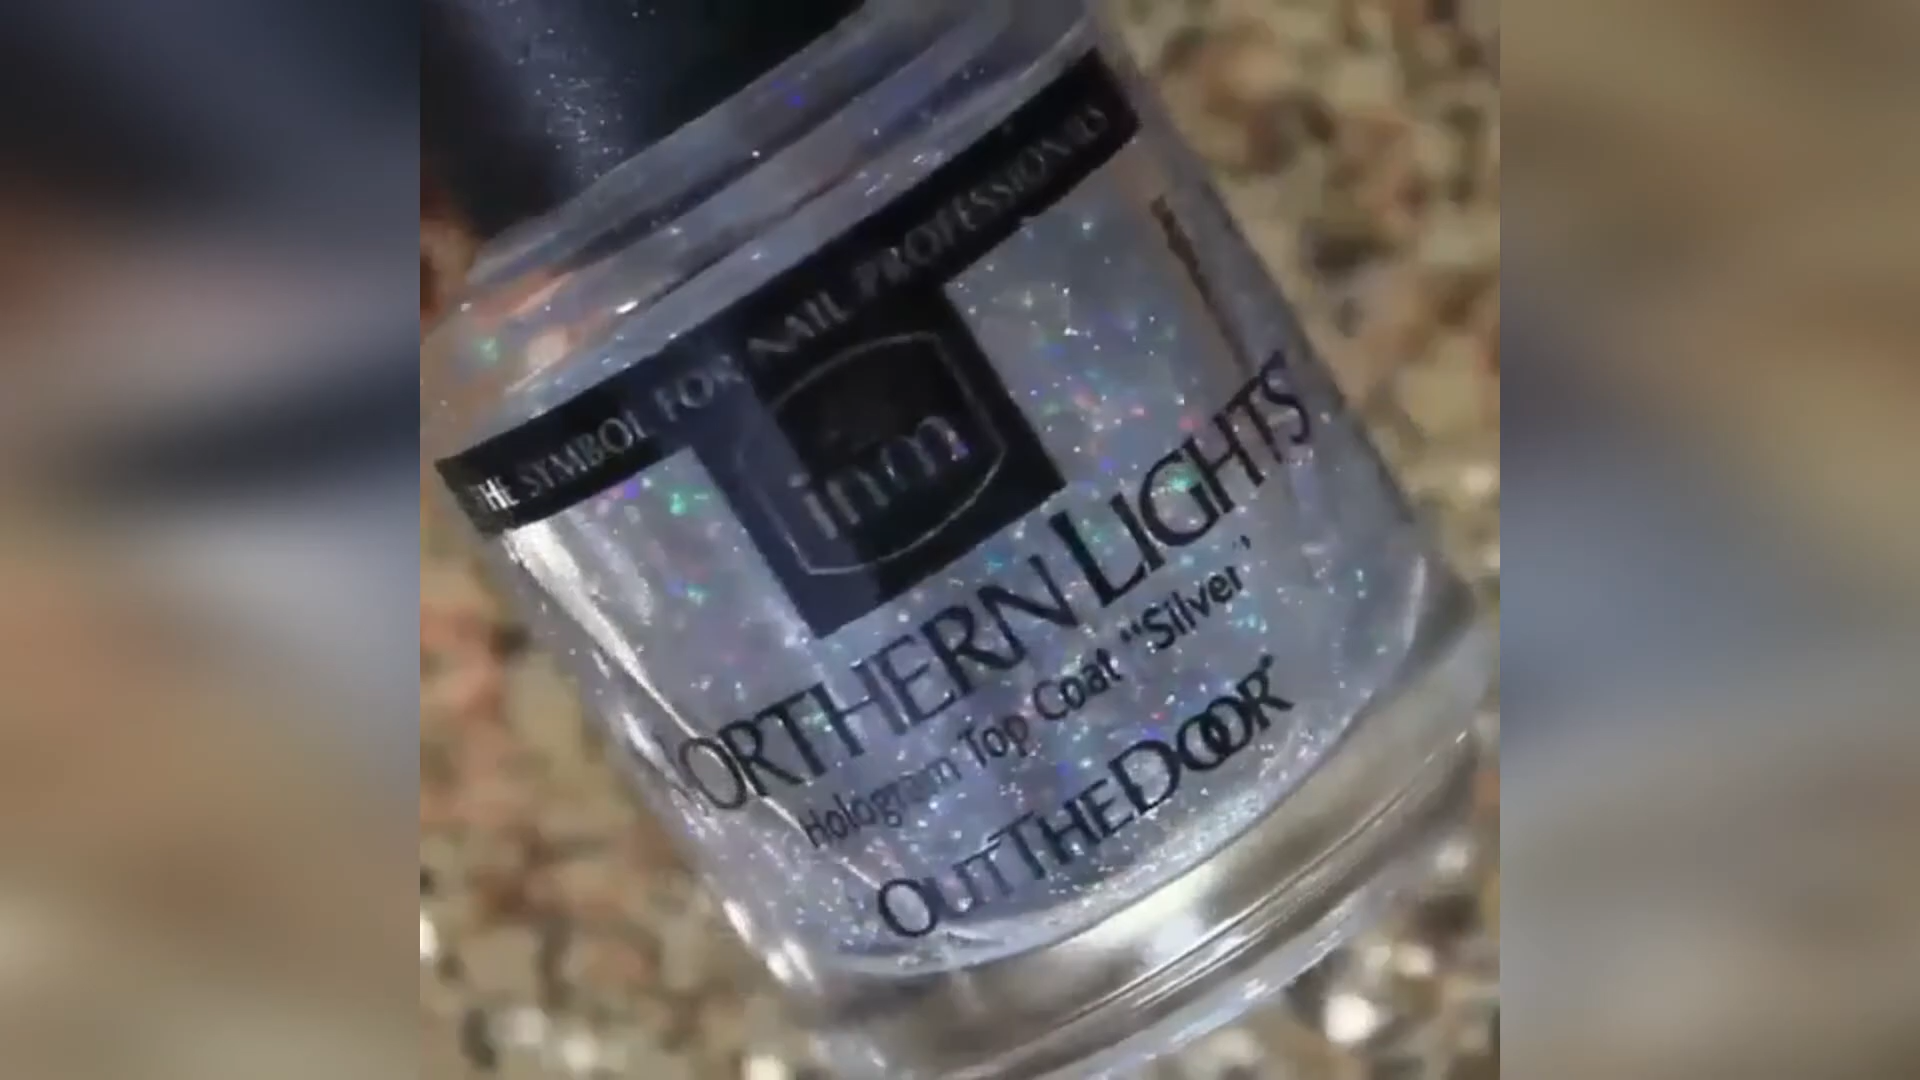 THE SYMBOL FOR NAIL PROFESSIONALS
inm
NORTHERN LIGHTS
Hologram Top Coat "Silver"
OUT THE DOOR